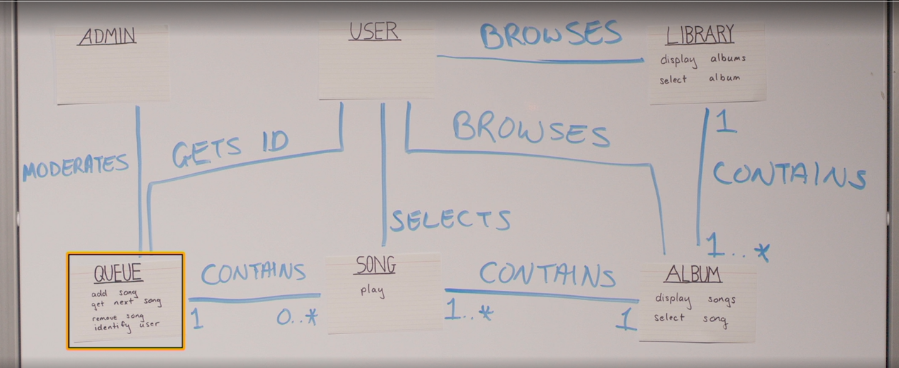 ADMIN
USER
BROWSES
LIBRARY
display albums
select album
MODERATES
GETS ID
BROWSES
1
CONTAINS
SELECTS
1..*
QUEUE
add song
get next song
remove song
identify user
CONTAINS
1
0..*
SONG
play
CONTAINS
1..*
1
ALBUM
display songs
select song